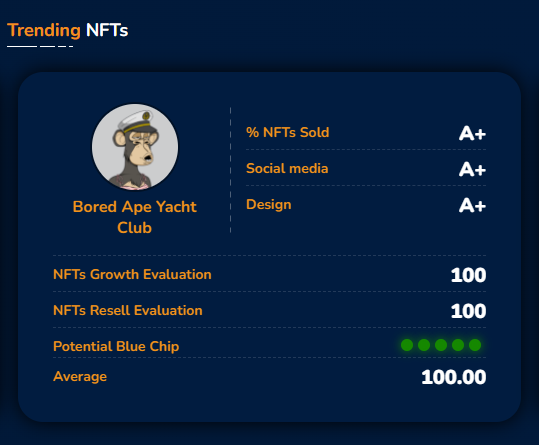 Trending NFTs
Bored Ape Yacht
Club
% NFTs Sold A+
Social media A+
Design A+
NFTs Growth Evaluation 100
NFTs Resell Evaluation 100
Potential Blue Chip
Average 100.00